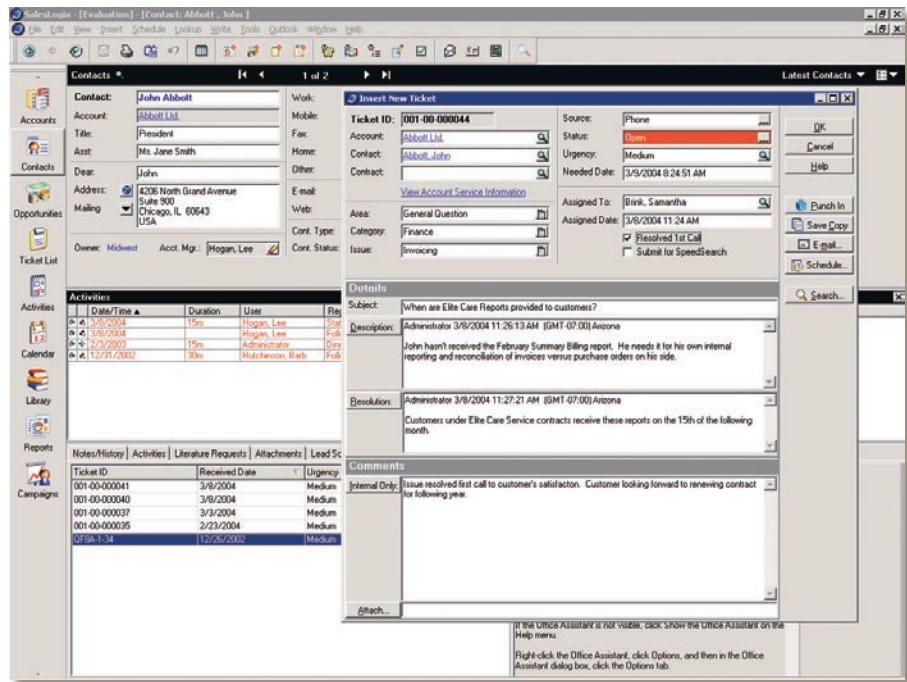 SalesLogix - [Evaluation] - [Contact: Abbott , John ]
File Edit View Insert Schedule Lookup Write Tools Outlook Window Help
Contacts
1 of 2
Latest Contacts
Accounts
Contacts
Opportunities
Ticket List
Activities
Calendar
Library
Reports
Campaigns
Contact: John Abbott
Account: Abbott Ltd.
Title: President
Asst: Ms. Jane Smith
Dear: John
Address: 4206 North Grand Avenue
Mailing Suite 900
Chicago, IL 60643
USA
Owner: Midwest Acct. Mgr.: Hogan, Lee
Work:
Mobile:
Fax:
Home:
Other:
E-mail:
Web:
Cont. Type:
Cont. Status:
Activities
Date/Time Duration User
3/8/2004 15m Hogan, Lee
3/8/2004 Hogan, Lee
2/3/2003 15m Administrator
12/31/2002 30m Hutchinson, Barb
Notes/History Activities Literature Requests Attachments Lead Sc
Ticket ID Received Date Urgency
001-00-000041 3/8/2004 Medium
001-00-000040 3/8/2004 Medium
001-00-000037 3/3/2004 Medium
001-00-000035 2/23/2004 Medium
QF8A-1-34 12/26/2002 Medium
Insert New Ticket
Ticket ID: 001-00-000044
Account: Abbott Ltd.
Contact: Abbott, John
Contract:
View Account Service Information
Area: General Question
Category: Finance
Issue: Invoicing
Source: Phone
Status: Open
Urgency: Medium
Needed Date: 3/9/2004 8:24:51 AM
Assigned To: Brink, Samantha
Assigned Date: 3/8/2004 11:24 AM
Resolved 1st Call
Submit for SpeedSearch
OK
Cancel
Help
Punch In
Save Copy
E-mail...
Schedule...
Search...
Details
Subject: When are Elite Care Reports provided to customers?
Description: Administrator 3/8/2004 11:26:13 AM (GMT-07:00) Arizona
John hasn't received the February Summary Billing report. He needs it for his own internal
reporting and reconciliation of invoices versus purchase orders on his side.
Resolution: Administrator 3/8/2004 11:27:21 AM (GMT-07:00) Arizona
Customers under Elite Care Service contracts receive these reports on the 15th of the following
month.
Comments
Internal Only: Issue resolved first call to customer's satisfacton. Customer looking forward to renewing contract
for following year.
Attach...
If the Office Assistant is not visible, click Show the Office Assistant on the
Help menu.
Right-click the Office Assistant, click Options, and then in the Office
Assistant dialog box, click the Options tab.